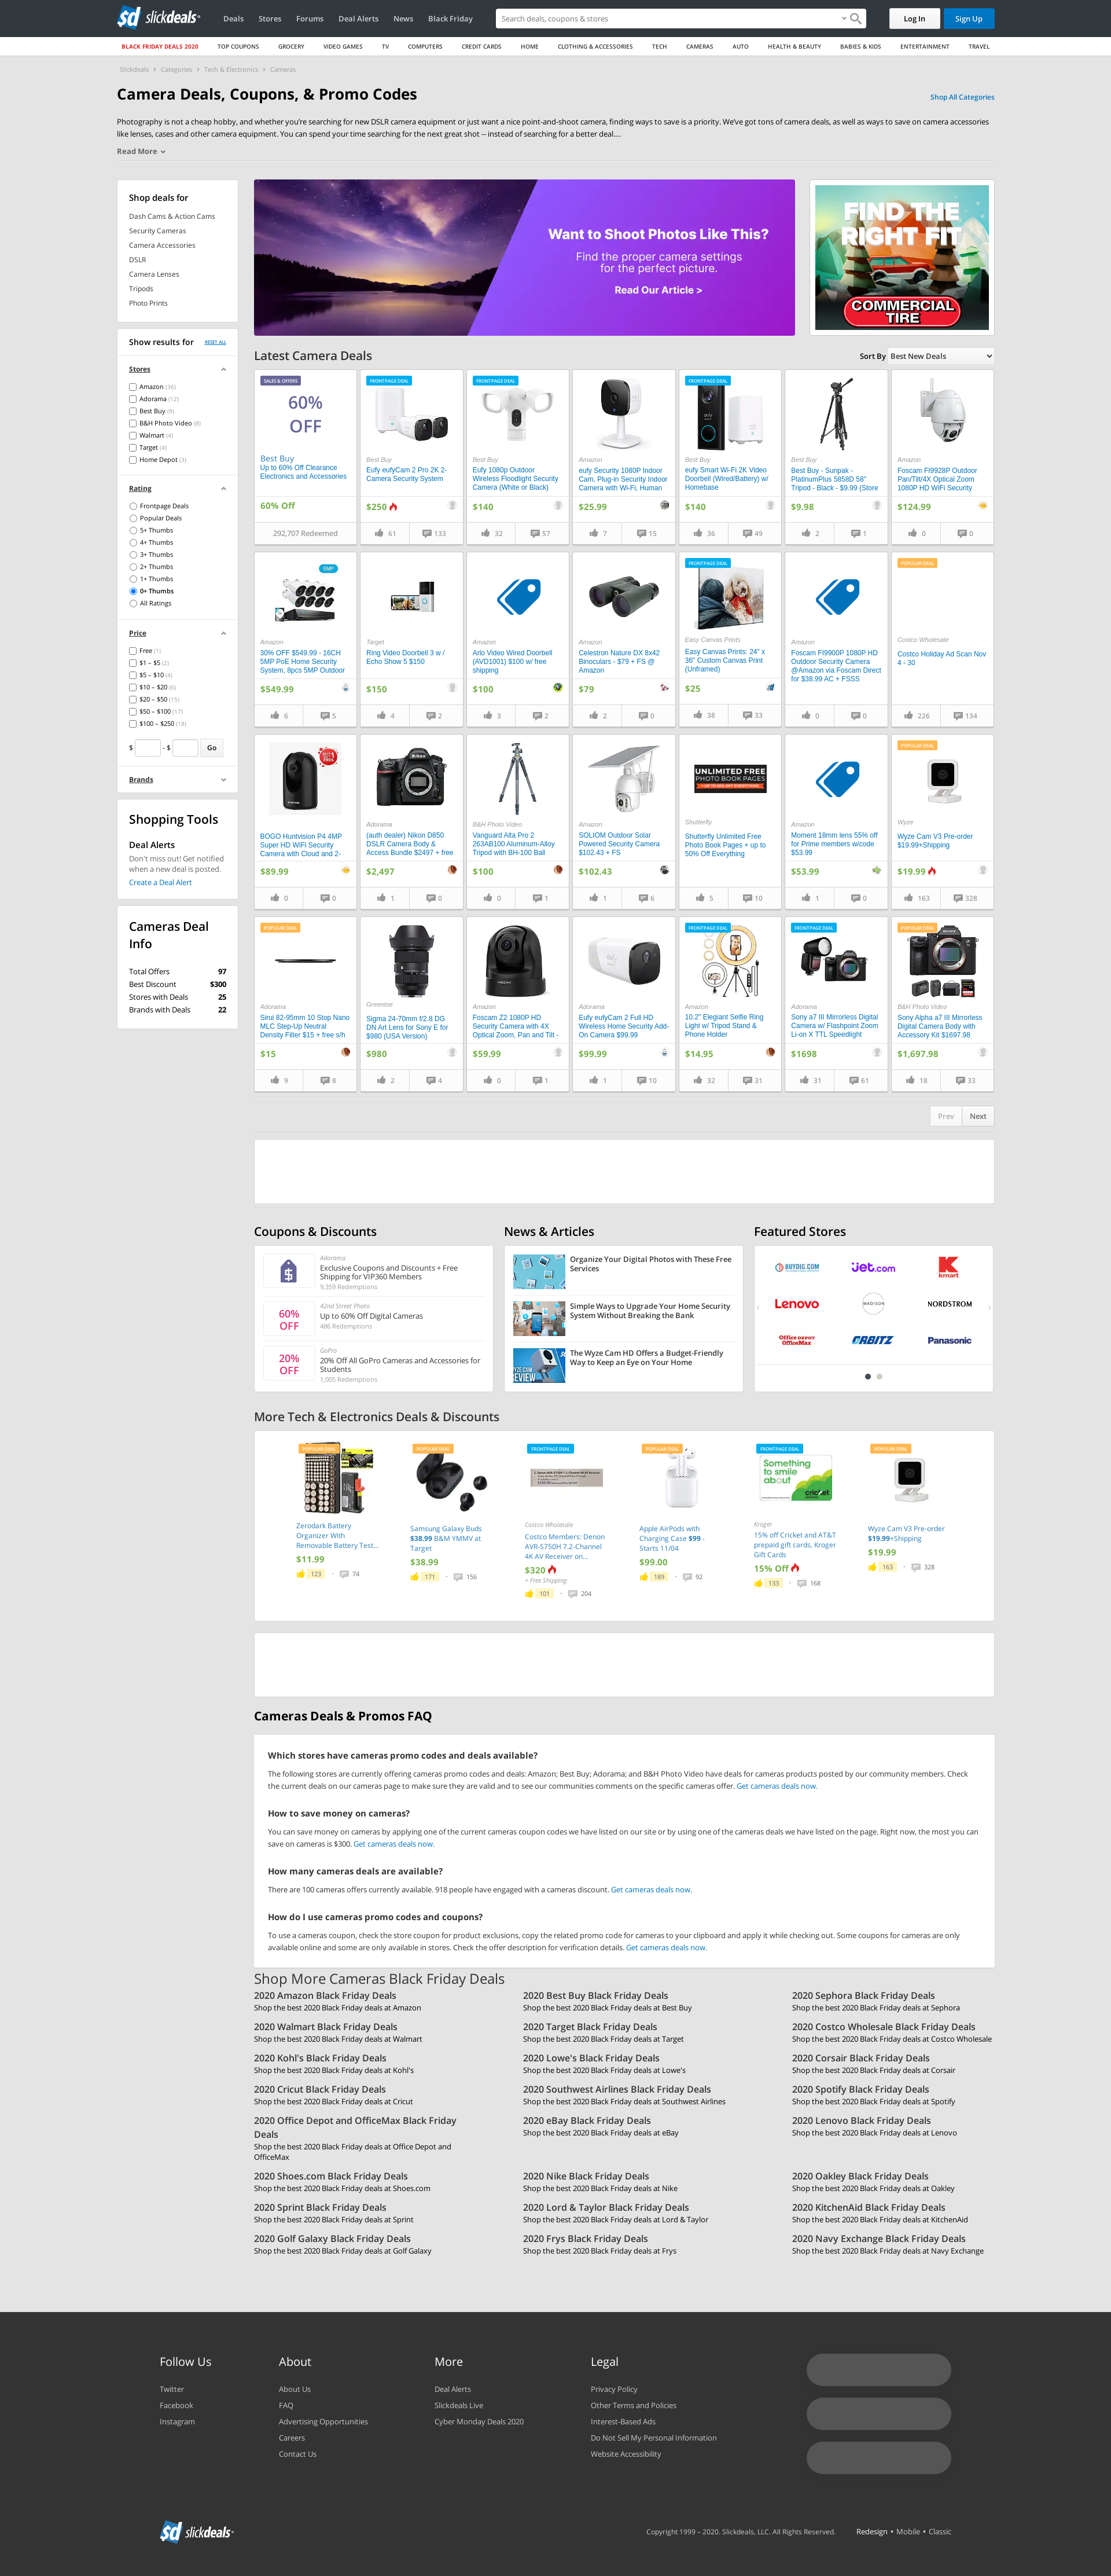 slickdeals
Deals
Stores
Forums
Deal Alerts
News
Black Friday
Search deals, coupons & stores
Log In
Sign Up
BLACK FRIDAY DEALS 2020
TOP COUPONS
GROCERY
VIDEO GAMES
TV
COMPUTERS
CREDIT CARDS
HOME
CLOTHING & ACCESSORIES
TECH
CAMERAS
AUTO
HEALTH & BEAUTY
BABIES & KIDS
ENTERTAINMENT
TRAVEL
Slickdeals > Categories > Tech & Electronics > Cameras
Camera Deals, Coupons, & Promo Codes
Shop All Categories
Photography is not a cheap hobby, and whether you're searching for new DSLR camera equipment or just want a nice point-and-shoot camera, finding ways to save is a priority. We've got tons of camera deals, as well as ways to save on camera accessories
like lenses, cases and other camera equipment. You can spend your time searching for the next great shot -- instead of searching for a better deal....
Read More
Shop deals for
Dash Cams & Action Cams
Security Cameras
Camera Accessories
DSLR
Camera Lenses
Tripods
Photo Prints
Want to Shoot Photos Like This?
Find the proper camera settings
for the perfect picture.
Read Our Article >
FIND THE
RIGHT FIT
COMMERCIAL
TIRE
Show results for
RESET ALL
Stores
Amazon (36)
Adorama (12)
Best Buy (9)
B&H Photo Video (8)
Walmart (4)
Target (4)
Home Depot (3)
Rating
Frontpage Deals
Popular Deals
5+ Thumbs
4+ Thumbs
3+ Thumbs
2+ Thumbs
1+ Thumbs
0+ Thumbs
All Ratings
Price
Free (1)
$1 – $5 (2)
$5 – $10 (4)
$10 – $20 (6)
$20 – $50 (15)
$50 – $100 (17)
$100 – $250 (18)
$ - $ Go
Brands
Shopping Tools
Deal Alerts
Don't miss out! Get notified
when a new deal is posted.
Create a Deal Alert
Cameras Deal
Info
Total Offers 97
Best Discount $300
Stores with Deals 25
Brands with Deals 22
Latest Camera Deals
Sort By Best New Deals
SALES & OFFERS
60%
OFF
Best Buy
Up to 60% Off Clearance
Electronics and Accessories
60% Off
292,707 Redeemed
FRONTPAGE DEAL
Best Buy
Eufy eufyCam 2 Pro 2K 2-
Camera Security System
$250
61
133
FRONTPAGE DEAL
Best Buy
Eufy 1080p Outdoor
Wireless Floodlight Security
Camera (White or Black)
$140
32
57
Amazon
eufy Security 1080P Indoor
Cam, Plug-in Security Indoor
Camera with Wi-Fi, Human
$25.99
7
15
FRONTPAGE DEAL
Best Buy
eufy Smart Wi-Fi 2K Video
Doorbell (Wired/Battery) w/
Homebase
$140
36
49
Best Buy
Best Buy - Sunpak -
PlatinumPlus 5858D 58"
Tripod - Black - $9.99 (Store
$9.98
2
1
Amazon
Foscam FI9928P Outdoor
Pan/Tilt/4X Optical Zoom
1080P HD WiFi Security
$124.99
0
0
5MP
Amazon
30% OFF $549.99 - 16CH
5MP PoE Home Security
System, 8pcs 5MP Outdoor
$549.99
6
5
Target
Ring Video Doorbell 3 w /
Echo Show 5 $150
$150
4
2
Amazon
Arlo Video Wired Doorbell
(AVD1001) $100 w/ free
shipping
$100
3
2
Amazon
Celestron Nature DX 8x42
Binoculars - $79 + FS @
Amazon
$79
2
0
FRONTPAGE DEAL
Easy Canvas Prints
Easy Canvas Prints: 24" x
36" Custom Canvas Print
(Unframed)
$25
38
33
Amazon
Foscam FI9900P 1080P HD
Outdoor Security Camera
@Amazon via Foscam Direct
for $38.99 AC + FSSS
0
0
POPULAR DEAL
Costco Wholesale
Costco Holiday Ad Scan Nov
4 - 30
226
134
BOGO Huntvision P4 4MP
Super HD WiFi Security
Camera with Cloud and 2-
$89.99
0
0
Adorama
(auth dealer) Nikon D850
DSLR Camera Body &
Access Bundle $2497 + free
$2,497
1
0
B&H Photo Video
Vanguard Alta Pro 2
263AB100 Aluminum-Alloy
Tripod with BH-100 Ball
$100
0
1
Amazon
SOLIOM Outdoor Solar
Powered Security Camera
$102.43 + FS
$102.43
1
6
UNLIMITED FREE
PHOTO BOOK PAGES
Shutterfly
Shutterfly Unlimited Free
Photo Book Pages + up to
50% Off Everything
5
10
Amazon
Moment 18mm lens 55% off
for Prime members w/code
$53.99
$53.99
1
0
POPULAR DEAL
Wyze
Wyze Cam V3 Pre-order
$19.99+Shipping
$19.99
163
328
POPULAR DEAL
Adorama
Sirui 82-95mm 10 Stop Nano
MLC Step-Up Neutral
Density Filter $15 + free s/h
$15
9
8
Greentoe
Sigma 24-70mm f/2.8 DG
DN Art Lens for Sony E for
$980 (USA Version)
$980
2
4
Amazon
Foscam Z2 1080P HD
Security Camera with 4X
Optical Zoom, Pan and Tilt -
$59.99
0
1
Adorama
Eufy eufyCam 2 Full HD
Wireless Home Security Add-
On Camera $99.99
$99.99
1
10
FRONTPAGE DEAL
Amazon
10.2" Elegiant Selfie Ring
Light w/ Tripod Stand &
Phone Holder
$14.95
32
31
FRONTPAGE DEAL
Adorama
Sony a7 III Mirrorless Digital
Camera w/ Flashpoint Zoom
Li-on X TTL Speedlight
$1698
31
61
POPULAR DEAL
B&H Photo Video
Sony Alpha a7 III Mirrorless
Digital Camera Body with
Accessory Kit $1697.98
$1,697.98
18
33
Prev
Next
Coupons & Discounts
Adorama
Exclusive Coupons and Discounts + Free
Shipping for VIP360 Members
9,359 Redemptions
60%
OFF
42nd Street Photo
Up to 60% Off Digital Cameras
486 Redemptions
20%
OFF
GoPro
20% Off All GoPro Cameras and Accessories for
Students
1,005 Redemptions
News & Articles
Organize Your Digital Photos with These Free
Services
Simple Ways to Upgrade Your Home Security
System Without Breaking the Bank
The Wyze Cam HD Offers a Budget-Friendly
Way to Keep an Eye on Your Home
Featured Stores
BUYDIG.COM
Jet.com
Kmart
Lenovo
MADISON
NORDSTROM
Office DEPOT
OfficeMax
ORBITZ
Panasonic
More Tech & Electronics Deals & Discounts
POPULAR DEAL
Zerodark Battery
Organizer With
Removable Battery Test...
$11.99
123
74
POPULAR DEAL
Samsung Galaxy Buds
$38.99 B&M YMMV at
Target
$38.99
171
156
FRONTPAGE DEAL
Costco Wholesale
Costco Members: Denon
AVR-S750H 7.2-Channel
4K AV Receiver on...
$320
+ Free Shipping
101
204
POPULAR DEAL
Apple AirPods with
Charging Case $99 -
Starts 11/04
$99.00
189
92
FRONTPAGE DEAL
Something
to smile
about
cricket
Kroger
15% off Cricket and AT&T
prepaid gift cards, Kroger
Gift Cards
15% Off
133
168
POPULAR DEAL
Wyze Cam V3 Pre-order
$19.99+Shipping
$19.99
163
328
Cameras Deals & Promos FAQ
Which stores have cameras promo codes and deals available?
The following stores are currently offering cameras promo codes and deals: Amazon; Best Buy; Adorama; and B&H Photo Video have deals for cameras products posted by our community members. Check
the current deals on our cameras page to make sure they are valid and to see our communities comments on the specific cameras offer. Get cameras deals now.
How to save money on cameras?
You can save money on cameras by applying one of the current cameras coupon codes we have listed on our site or by using one of the cameras deals we have listed on the page. Right now, the most you can
save on cameras is $300. Get cameras deals now.
How many cameras deals are available?
There are 100 cameras offers currently available. 918 people have engaged with a cameras discount. Get cameras deals now.
How do I use cameras promo codes and coupons?
To use a cameras coupon, check the store coupon for product exclusions, copy the related promo code for cameras to your clipboard and apply it while checking out. Some coupons for cameras are only
available online and some are only available in stores. Check the offer description for verification details. Get cameras deals now.
Shop More Cameras Black Friday Deals
2020 Amazon Black Friday Deals
Shop the best 2020 Black Friday deals at Amazon
2020 Best Buy Black Friday Deals
Shop the best 2020 Black Friday deals at Best Buy
2020 Sephora Black Friday Deals
Shop the best 2020 Black Friday deals at Sephora
2020 Walmart Black Friday Deals
Shop the best 2020 Black Friday deals at Walmart
2020 Target Black Friday Deals
Shop the best 2020 Black Friday deals at Target
2020 Costco Wholesale Black Friday Deals
Shop the best 2020 Black Friday deals at Costco Wholesale
2020 Kohl's Black Friday Deals
Shop the best 2020 Black Friday deals at Kohl's
2020 Lowe's Black Friday Deals
Shop the best 2020 Black Friday deals at Lowe's
2020 Corsair Black Friday Deals
Shop the best 2020 Black Friday deals at Corsair
2020 Cricut Black Friday Deals
Shop the best 2020 Black Friday deals at Cricut
2020 Southwest Airlines Black Friday Deals
Shop the best 2020 Black Friday deals at Southwest Airlines
2020 Spotify Black Friday Deals
Shop the best 2020 Black Friday deals at Spotify
2020 Office Depot and OfficeMax Black Friday
Deals
Shop the best 2020 Black Friday deals at Office Depot and
OfficeMax
2020 eBay Black Friday Deals
Shop the best 2020 Black Friday deals at eBay
2020 Lenovo Black Friday Deals
Shop the best 2020 Black Friday deals at Lenovo
2020 Shoes.com Black Friday Deals
Shop the best 2020 Black Friday deals at Shoes.com
2020 Nike Black Friday Deals
Shop the best 2020 Black Friday deals at Nike
2020 Oakley Black Friday Deals
Shop the best 2020 Black Friday deals at Oakley
2020 Sprint Black Friday Deals
Shop the best 2020 Black Friday deals at Sprint
2020 Lord & Taylor Black Friday Deals
Shop the best 2020 Black Friday deals at Lord & Taylor
2020 KitchenAid Black Friday Deals
Shop the best 2020 Black Friday deals at KitchenAid
2020 Golf Galaxy Black Friday Deals
Shop the best 2020 Black Friday deals at Golf Galaxy
2020 Frys Black Friday Deals
Shop the best 2020 Black Friday deals at Frys
2020 Navy Exchange Black Friday Deals
Shop the best 2020 Black Friday deals at Navy Exchange
Follow Us
Twitter
Facebook
Instagram
About
About Us
FAQ
Advertising Opportunities
Careers
Contact Us
More
Deal Alerts
Slickdeals Live
Cyber Monday Deals 2020
Legal
Privacy Policy
Other Terms and Policies
Interest-Based Ads
Do Not Sell My Personal Information
Website Accessibility
slickdeals
Copyright 1999 – 2020. Slickdeals, LLC. All Rights Reserved.
Redesign • Mobile • Classic